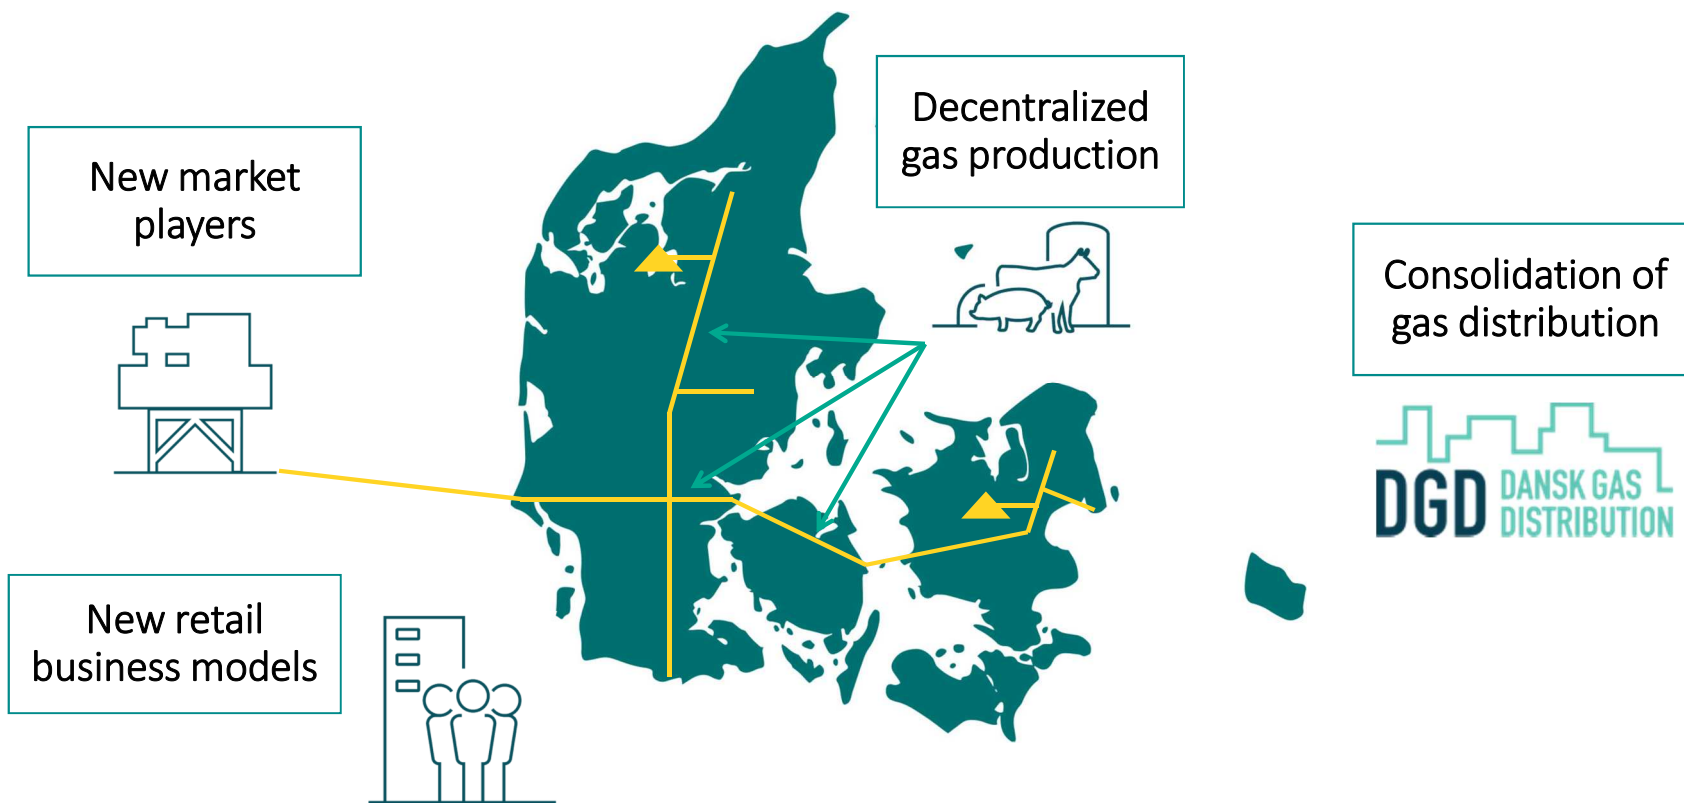 New market
players
Decentralized
gas production
Consolidation of
gas distribution
DGD DANSK GAS
DISTRIBUTION
New retail
business models